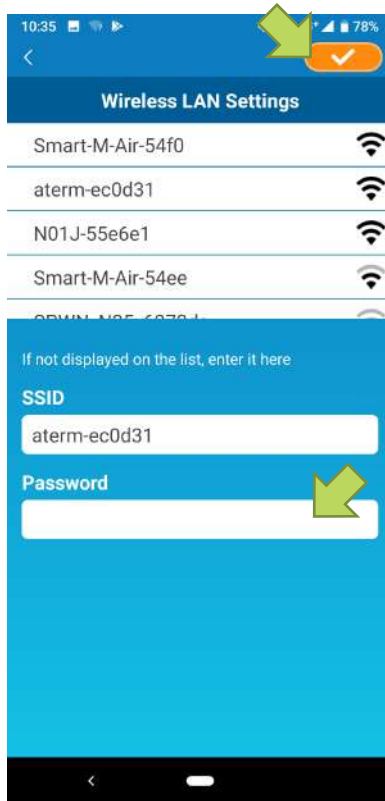 10:35 78%
Wireless LAN Settings
Smart-M-Air-54f0
aterm-ec0d31
N01J-55e6e1
Smart-M-Air-54ee
If not displayed on the list, enter it here
SSID
aterm-ec0d31
Password